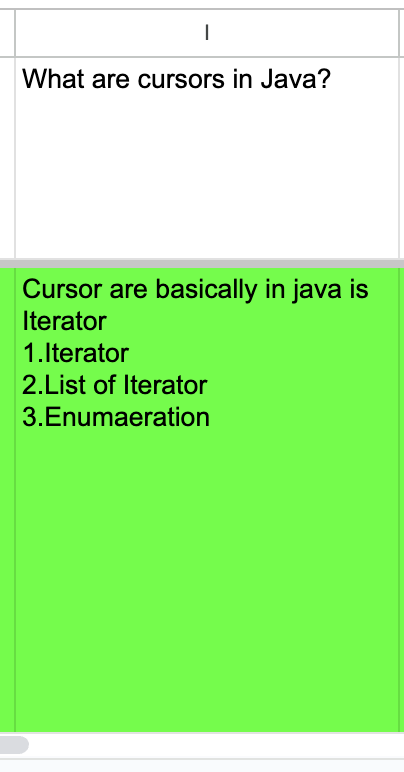 I
What are cursors in Java?
Cursor are basically in java is
Iterator
1.Iterator
2.List of Iterator
3.Enumaeration